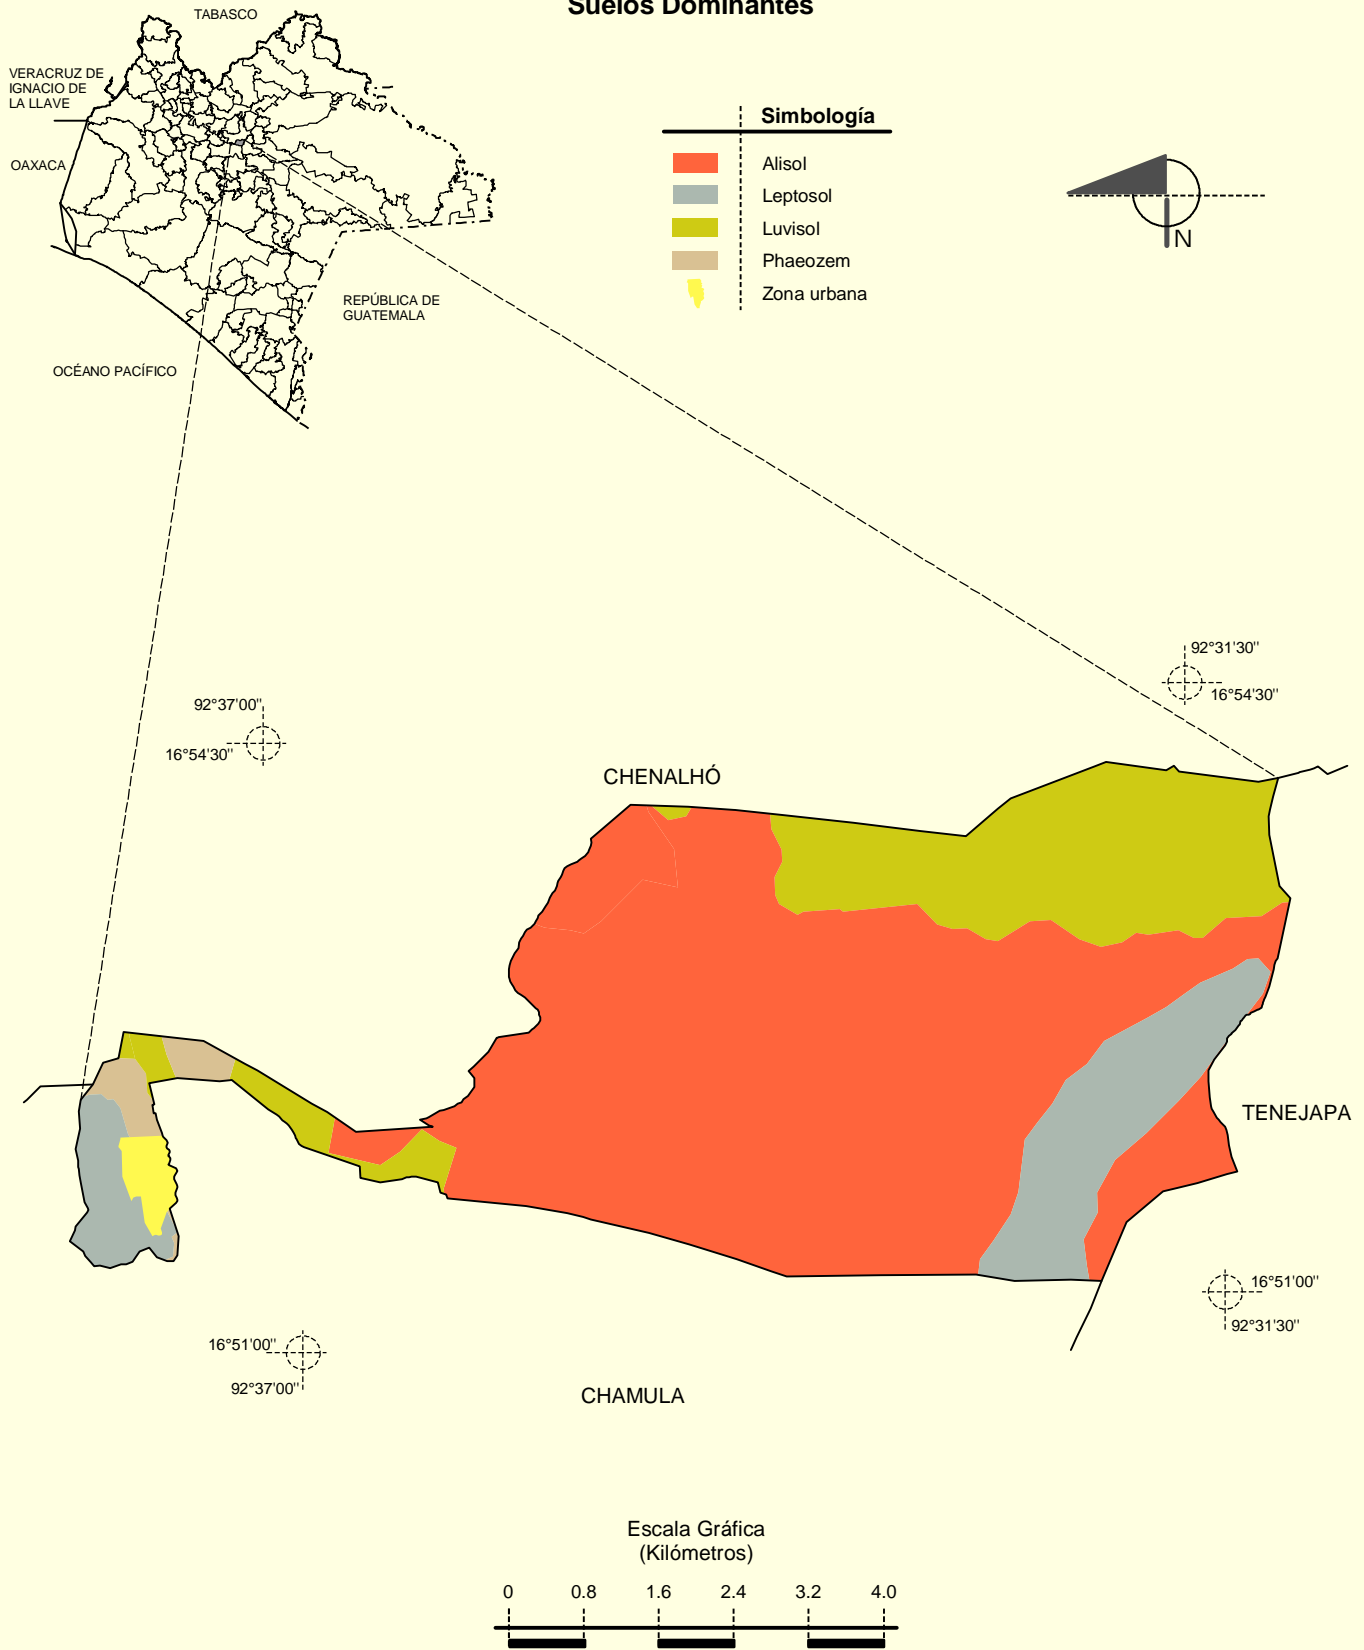 Suelos Dominantes
TABASCO
VERACRUZ DE
IGNACIO DE
LA LLAVE
OAXACA
REPÚBLICA DE
GUATEMALA
OCÉANO PACÍFICO
Simbología
Alisol
Leptosol
Luvisol
Phaeozem
Zona urbana
N
92°31'30''
16°54'30''
92°37'00''
16°54'30''
CHENALHÓ
TENEJAPA
16°51'00''
92°31'30''
16°51'00''
92°37'00''
CHAMULA
Escala Gráfica
(Kilómetros)
0 0.8 1.6 2.4 3.2 4.0